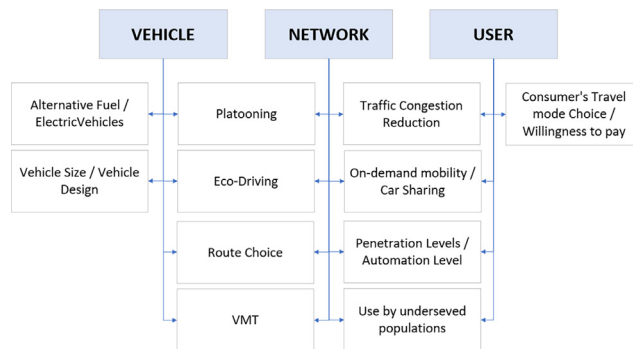 VEHICLE
NETWORK
USER
Alternative Fuel /
ElectricVehicles
Platooning
Traffic Congestion
Reduction
Consumer's Travel
mode Choice /
Willingness to pay
Vehicle Size / Vehicle
Design
Eco-Driving
On-demand mobility /
Car Sharing
Route Choice
Penetration Levels /
Automation Level
VMT
Use by underseved
populations